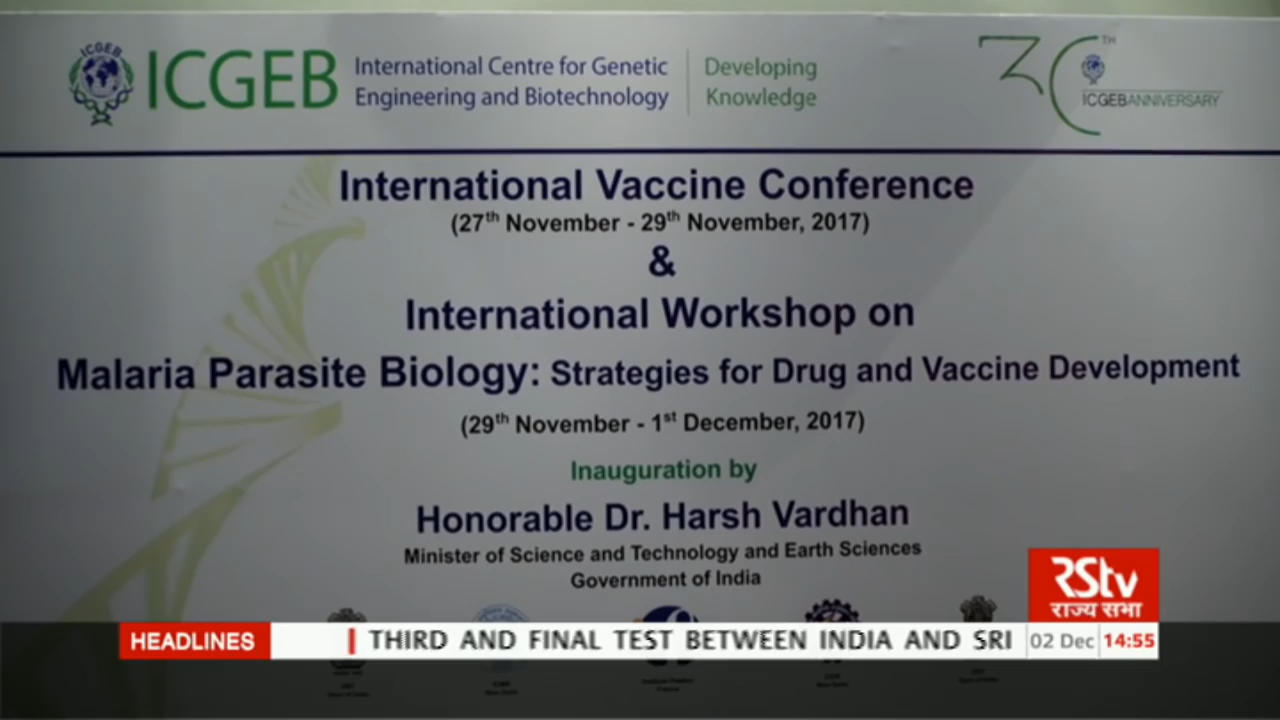 ICGEB
ICGEB
International Centre for Genetic
Engineering and Biotechnology
Developing
Knowledge
30TH
ICGEBANNIVERSARY
International Vaccine Conference
(27th November - 29th November, 2017)
&
International Workshop on
Malaria Parasite Biology: Strategies for Drug and Vaccine Development
(29th November - 1st December, 2017)
Inauguration by
Honorable Dr. Harsh Vardhan
Minister of Science and Technology and Earth Sciences
Government of India
RStv
राज्य सभा
HEADLINES
THIRD AND FINAL TEST BETWEEN INDIA AND SRI
02 Dec
14:55